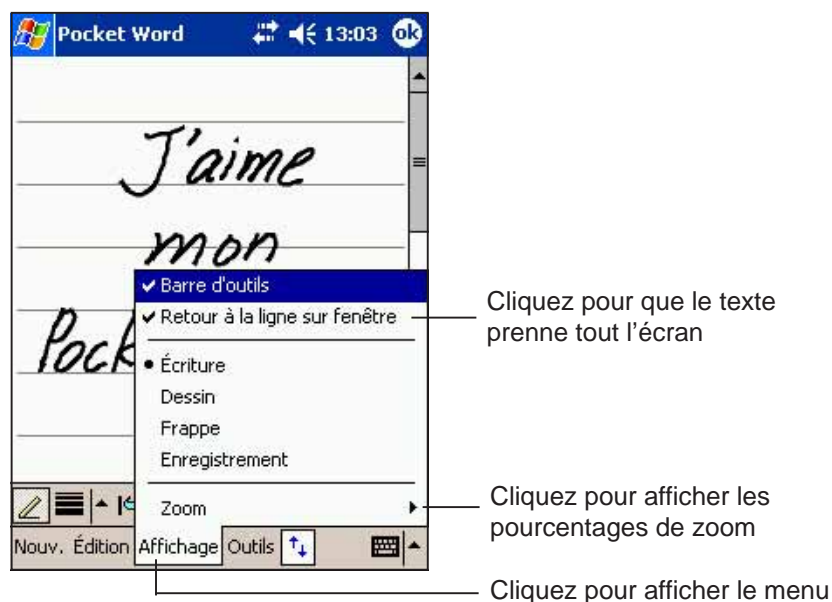 Pocket Word 13:03 ok
J'aime
mon
Pock
Barre d'outils
Retour à la ligne sur fenêtre
Écriture
Dessin
Frappe
Enregistrement
Zoom
Nouv. Édition Affichage Outils
Cliquez pour que le texte
prenne tout l'écran
Cliquez pour afficher les
pourcentages de zoom
Cliquez pour afficher le menu